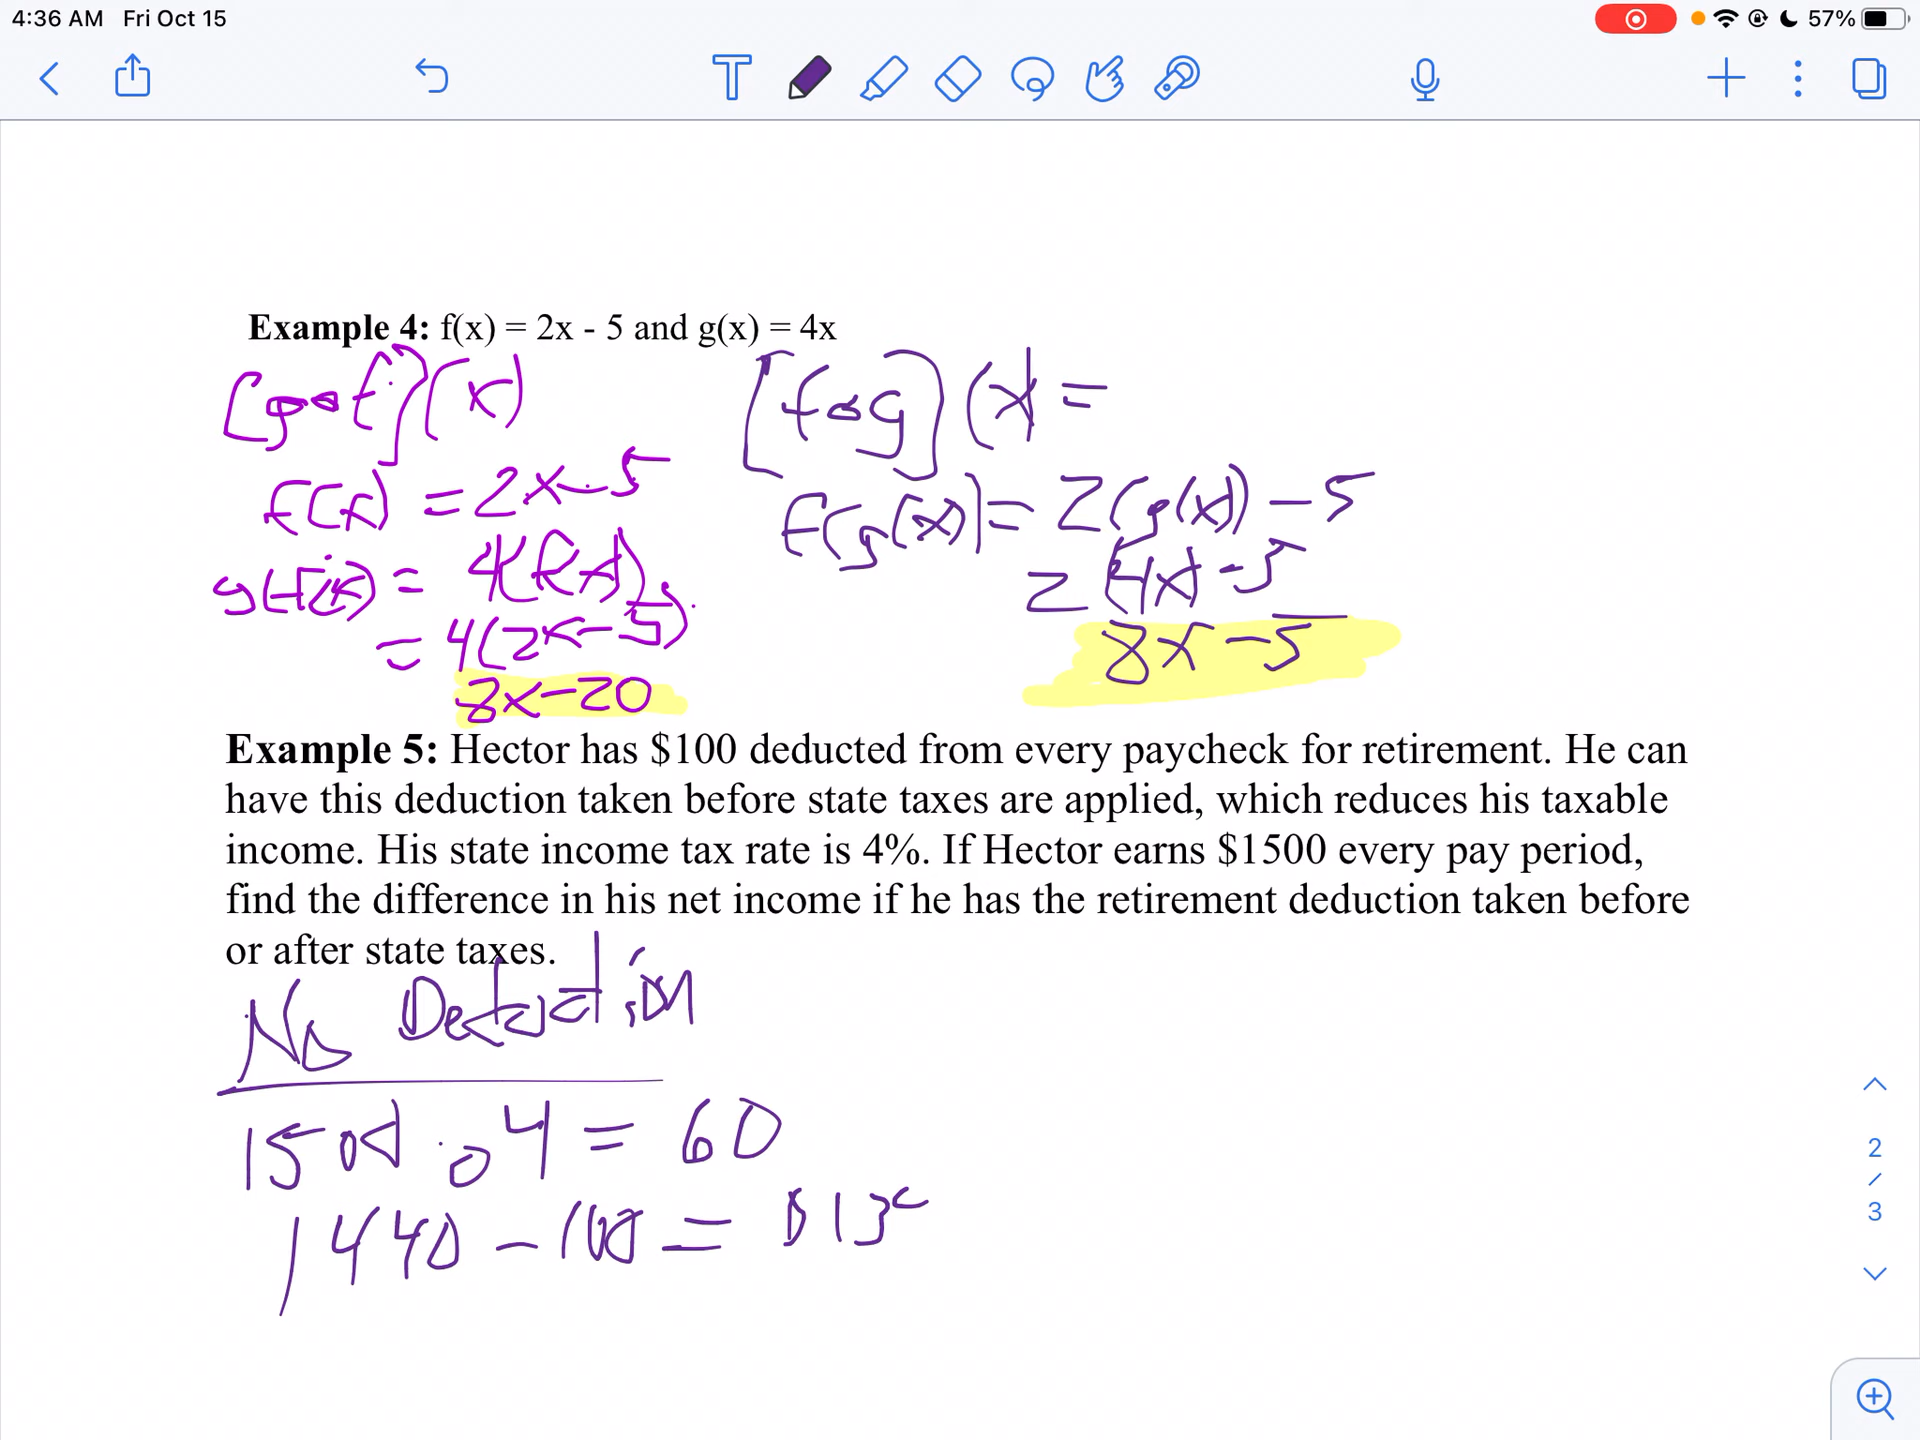 4:36 AM Fri Oct 15
57%
Example 4: f(x) = 2x - 5 and g(x) = 4x
[g∘f](x)
[f∘g](x) =
f(x) = 2x - 5
f(g(x)) = 2(g(x)) - 5
g(f(x)) = 4(f(x))
2(4x) - 5
= 4(2x - 5)
8x - 5
8x - 20
Example 5: Hector has $100 deducted from every paycheck for retirement. He can
have this deduction taken before state taxes are applied, which reduces his taxable
income. His state income tax rate is 4%. If Hector earns $1500 every pay period,
find the difference in his net income if he has the retirement deduction taken before
or after state taxes.
No
1500 .04 = 60
1440 - 100 = $13
2
/
3